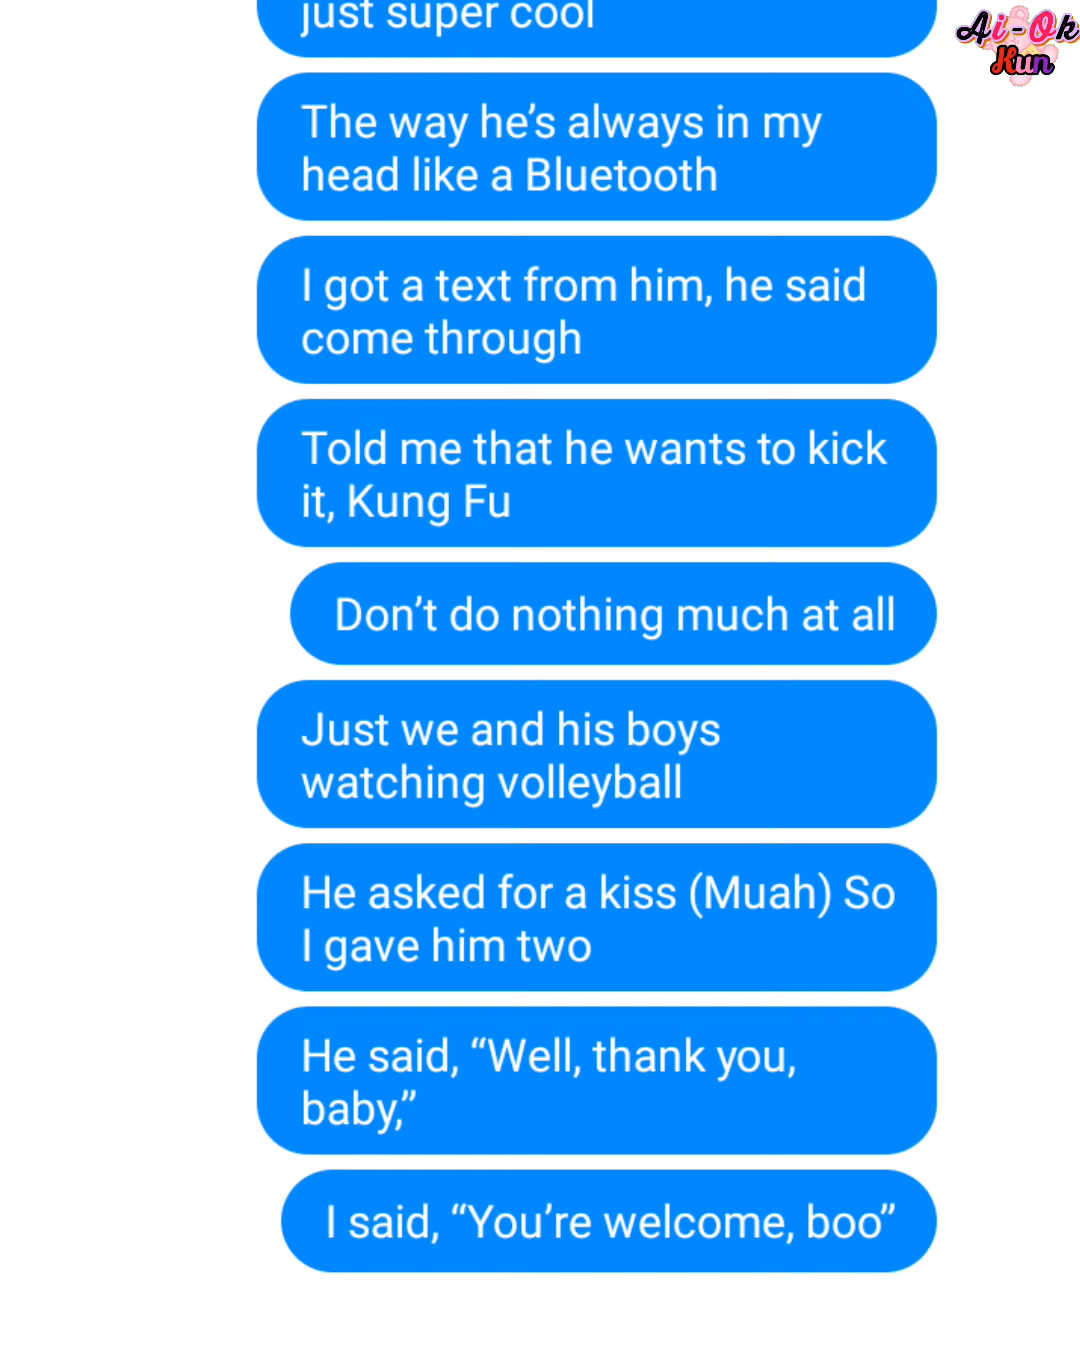 just super cool
Ai-Ok
Kun
The way he’s always in my
head like a Bluetooth
I got a text from him, he said
come through
Told me that he wants to kick
it, Kung Fu
Don’t do nothing much at all
Just we and his boys
watching volleyball
He asked for a kiss (Muah) So
I gave him two
He said, “Well, thank you,
baby,”
I said, “You’re welcome, boo”